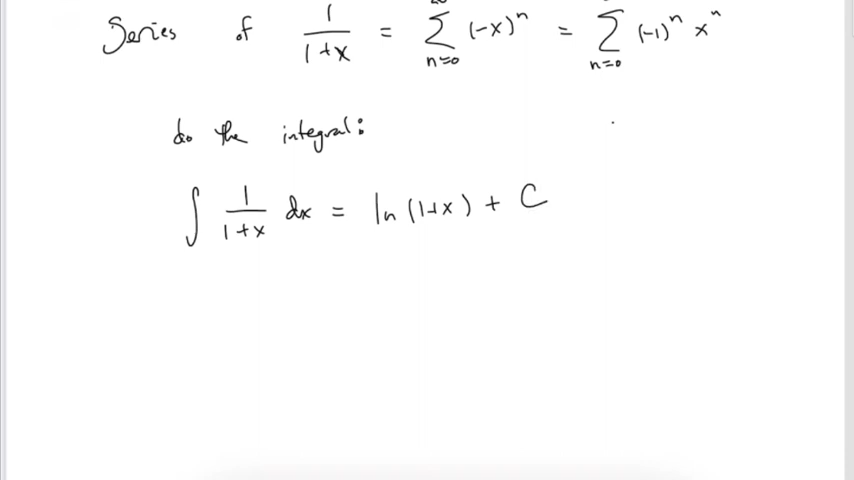 Series of 1/(1+x) = ∑ n=0 (-x)^n = ∑ n=0 (-1)^n x^n
do the integral:
∫ 1/(1+x) dx = ln (1+x) + C